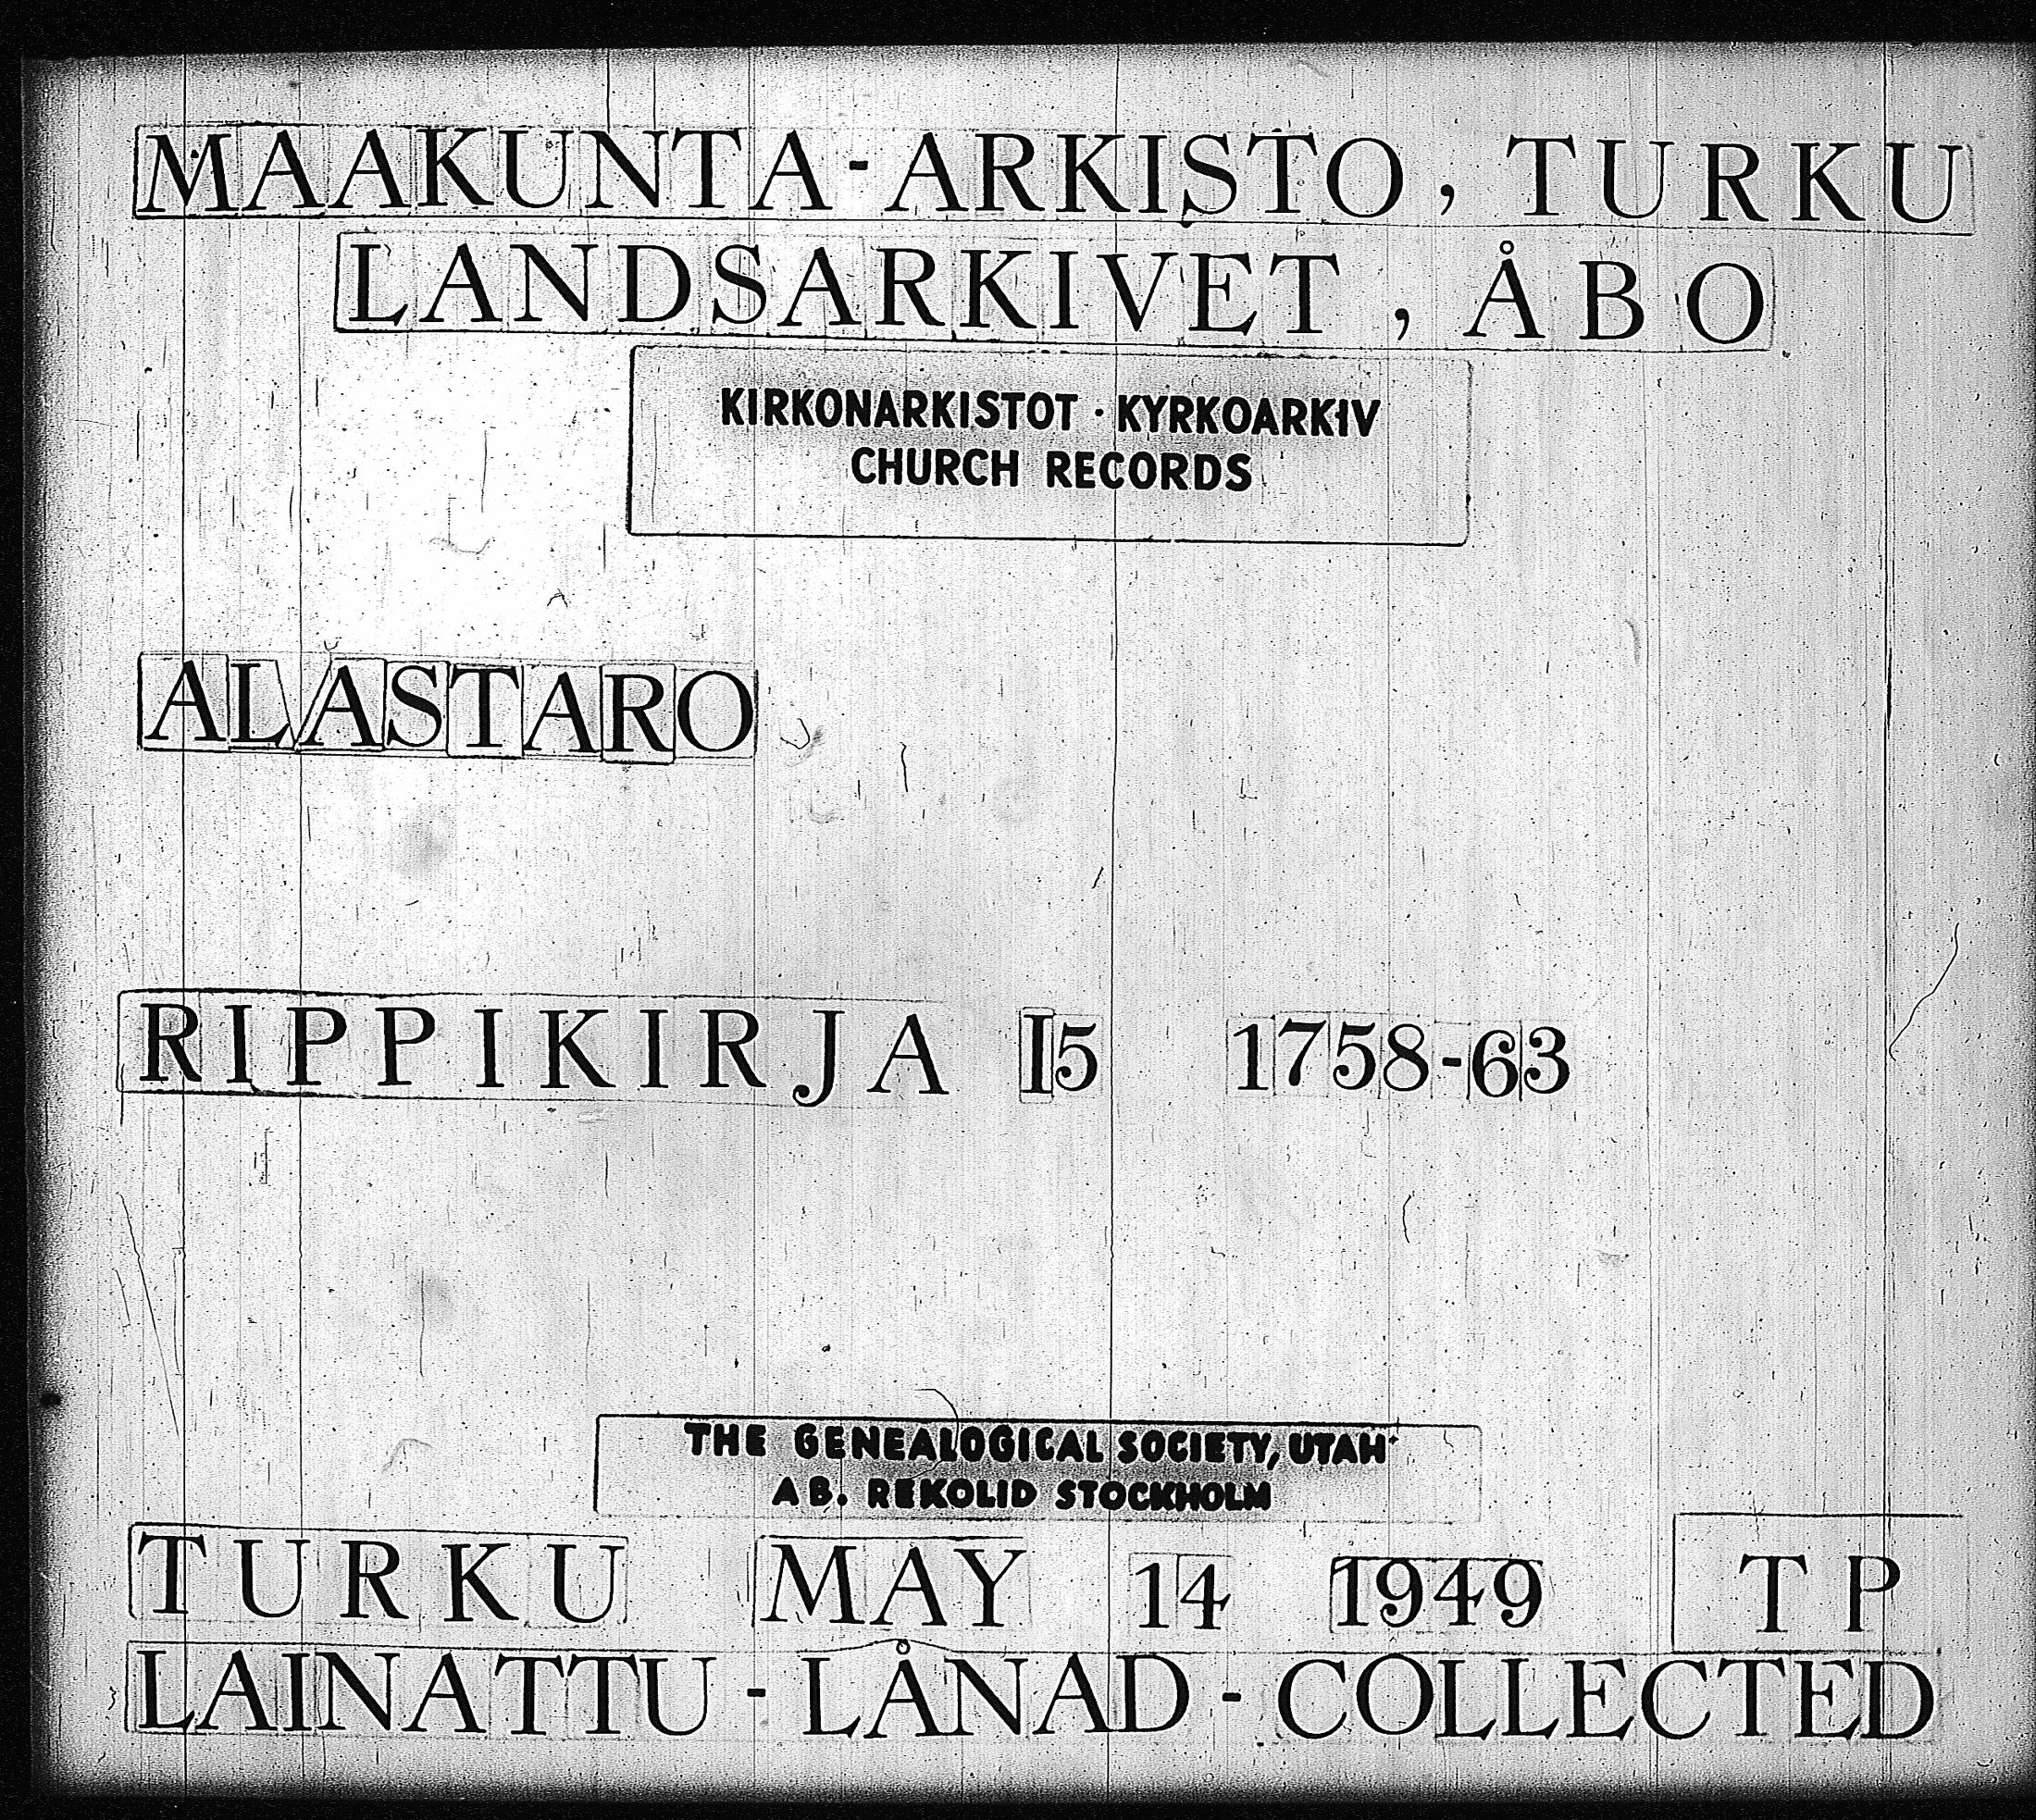 MAAKUNTA-ARKISTO, TURKU
LANDSARKIVET, ÅBO
KIRKONARKISTOT · KYRKOARKIV
CHURCH RECORDS
ALASTARO
RIPPIKIRJA I5 1758-63
THE GENEALOGICAL SOCIETY, UTAH
AB. REKOLID STOCKHOLM
TURKU MAY 14 1949 TP
LAINATTU - LÅNAD - COLLECTED